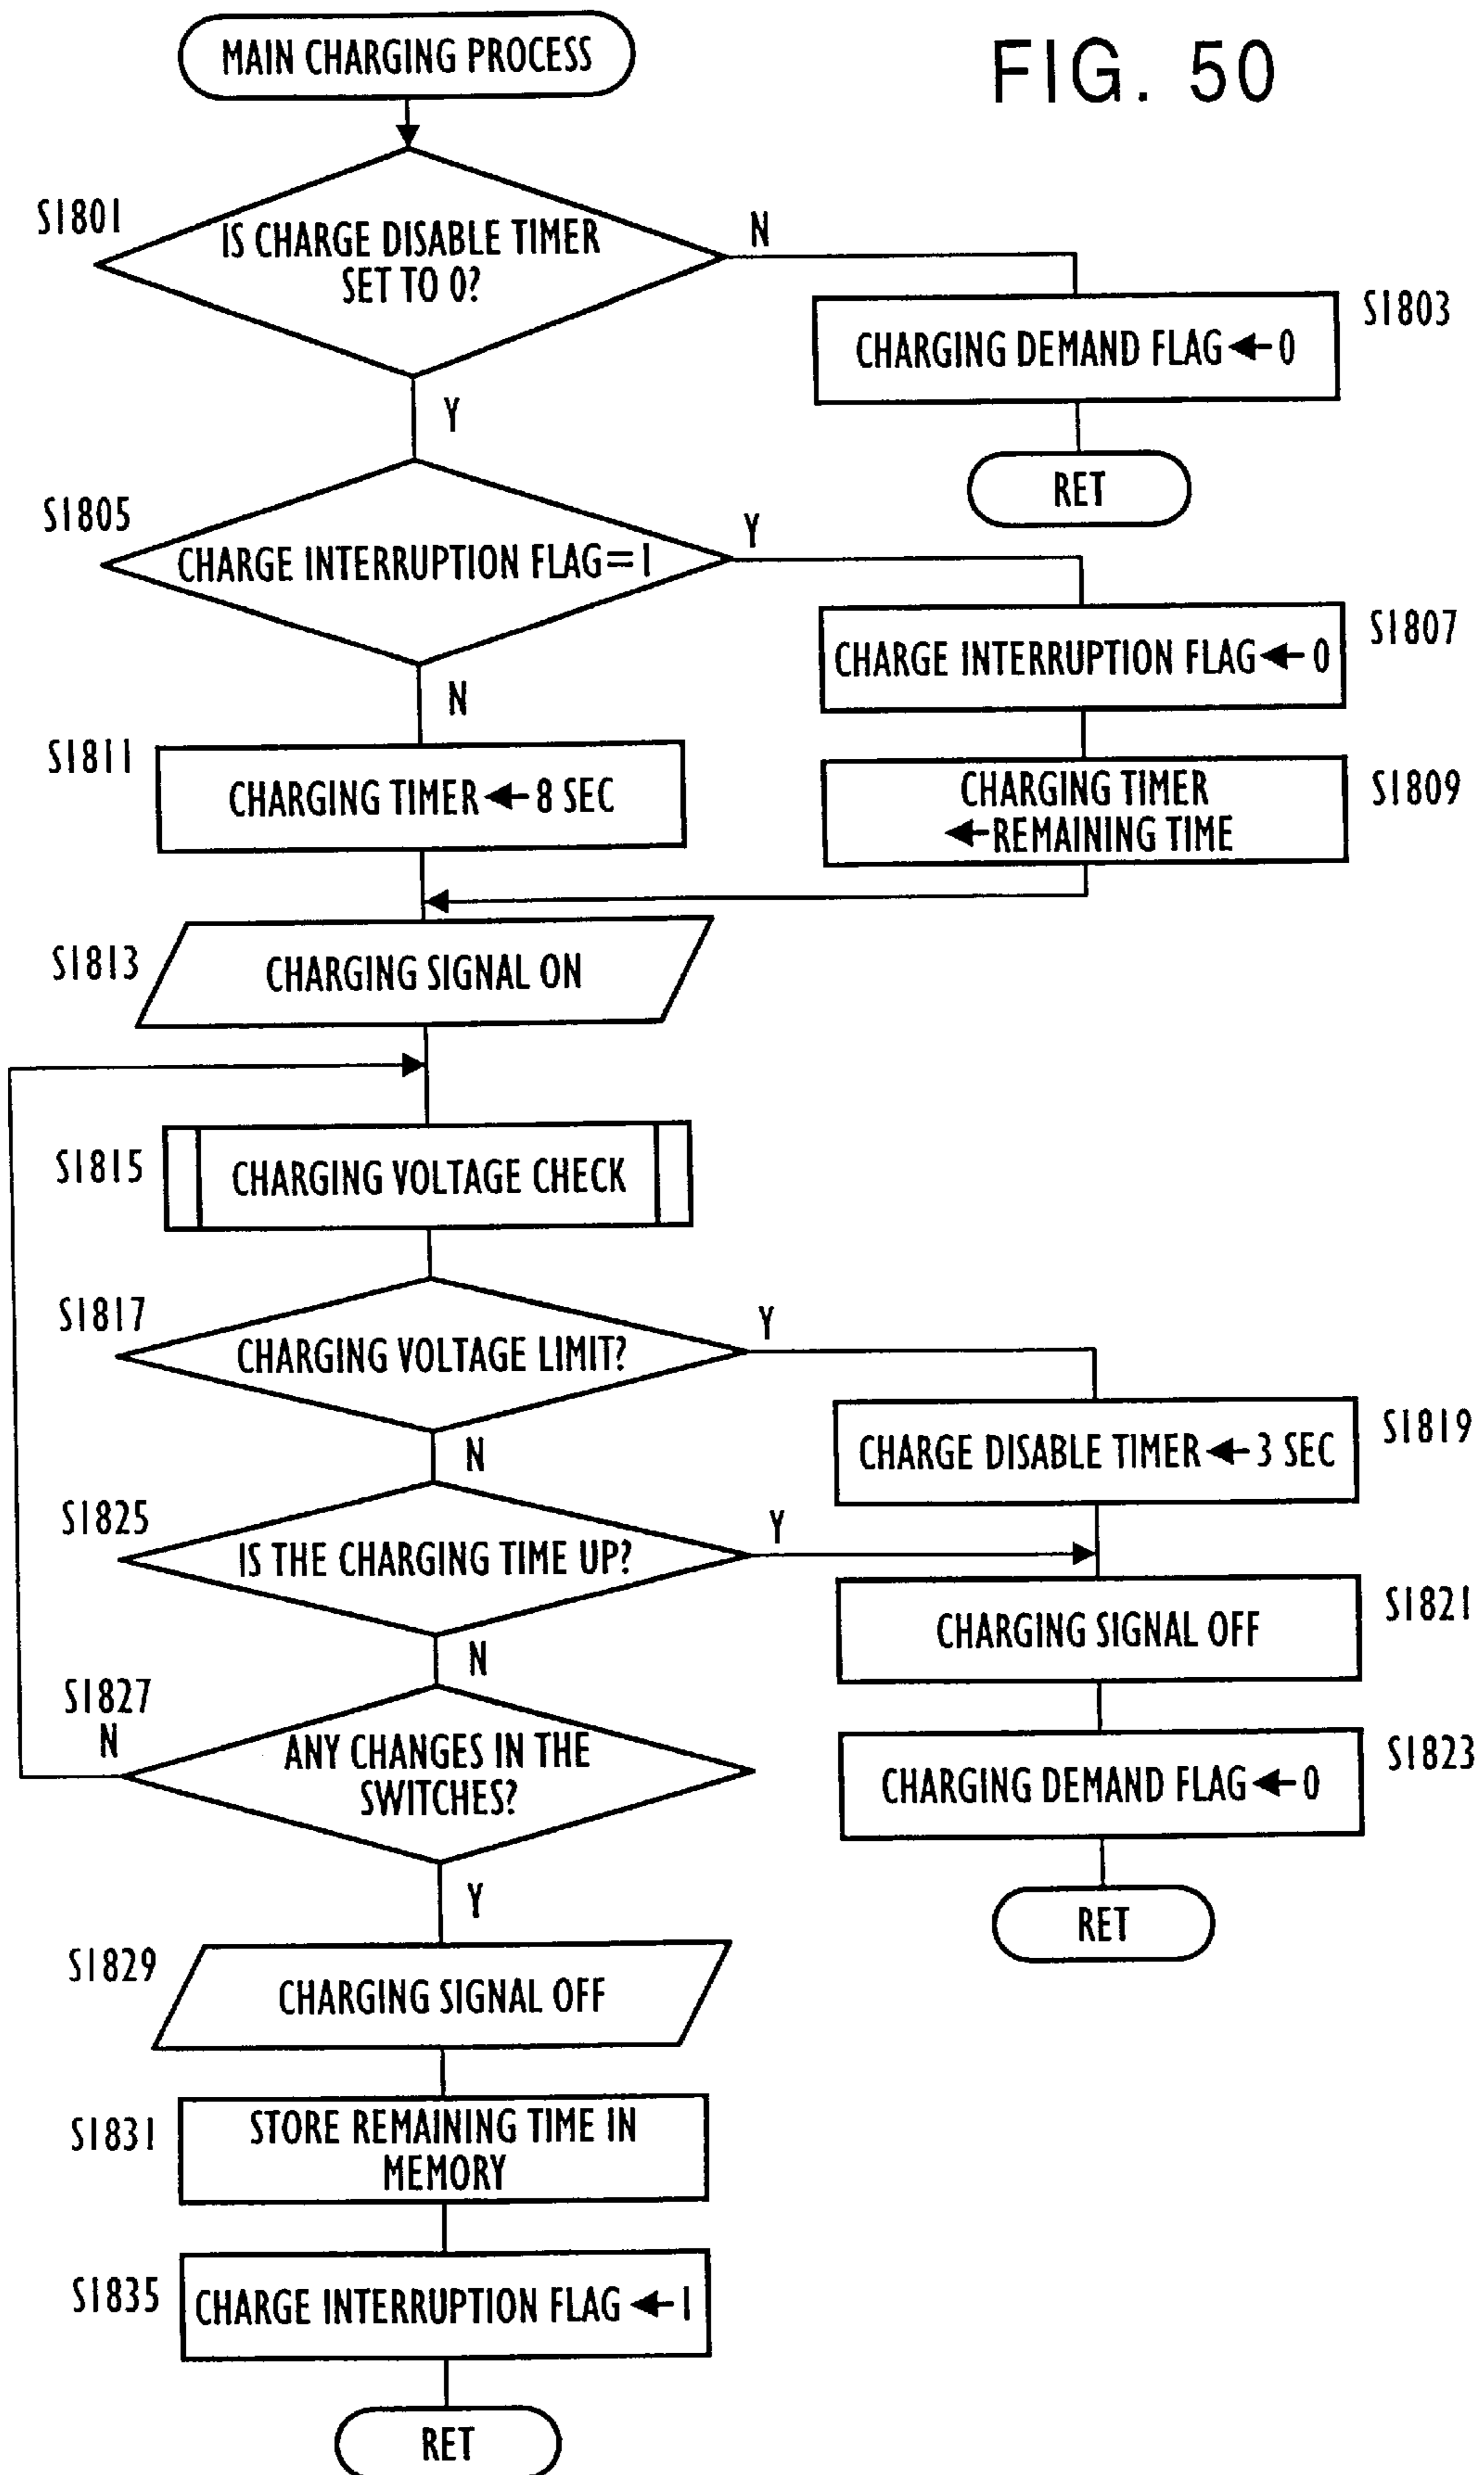 MAIN CHARGING PROCESS
FIG. 50
S1801
IS CHARGE DISABLE TIMER
SET TO 0?
N
S1803
CHARGING DEMAND FLAG←0
RET
Y
S1805
CHARGE INTERRUPTION FLAG=1
Y
S1807
CHARGE INTERRUPTION FLAG←0
N
S1811
CHARGING TIMER←8 SEC
S1809
CHARGING TIMER
←REMAINING TIME
S1813
CHARGING SIGNAL ON
S1815
CHARGING VOLTAGE CHECK
S1817
CHARGING VOLTAGE LIMIT?
Y
S1819
CHARGE DISABLE TIMER←3 SEC
N
S1825
IS THE CHARGING TIME UP?
Y
S1821
CHARGING SIGNAL OFF
N
S1827
N
ANY CHANGES IN THE
SWITCHES?
S1823
CHARGING DEMAND FLAG←0
RET
Y
S1829
CHARGING SIGNAL OFF
S1831
STORE REMAINING TIME IN
MEMORY
S1835
CHARGE INTERRUPTION FLAG←1
RET